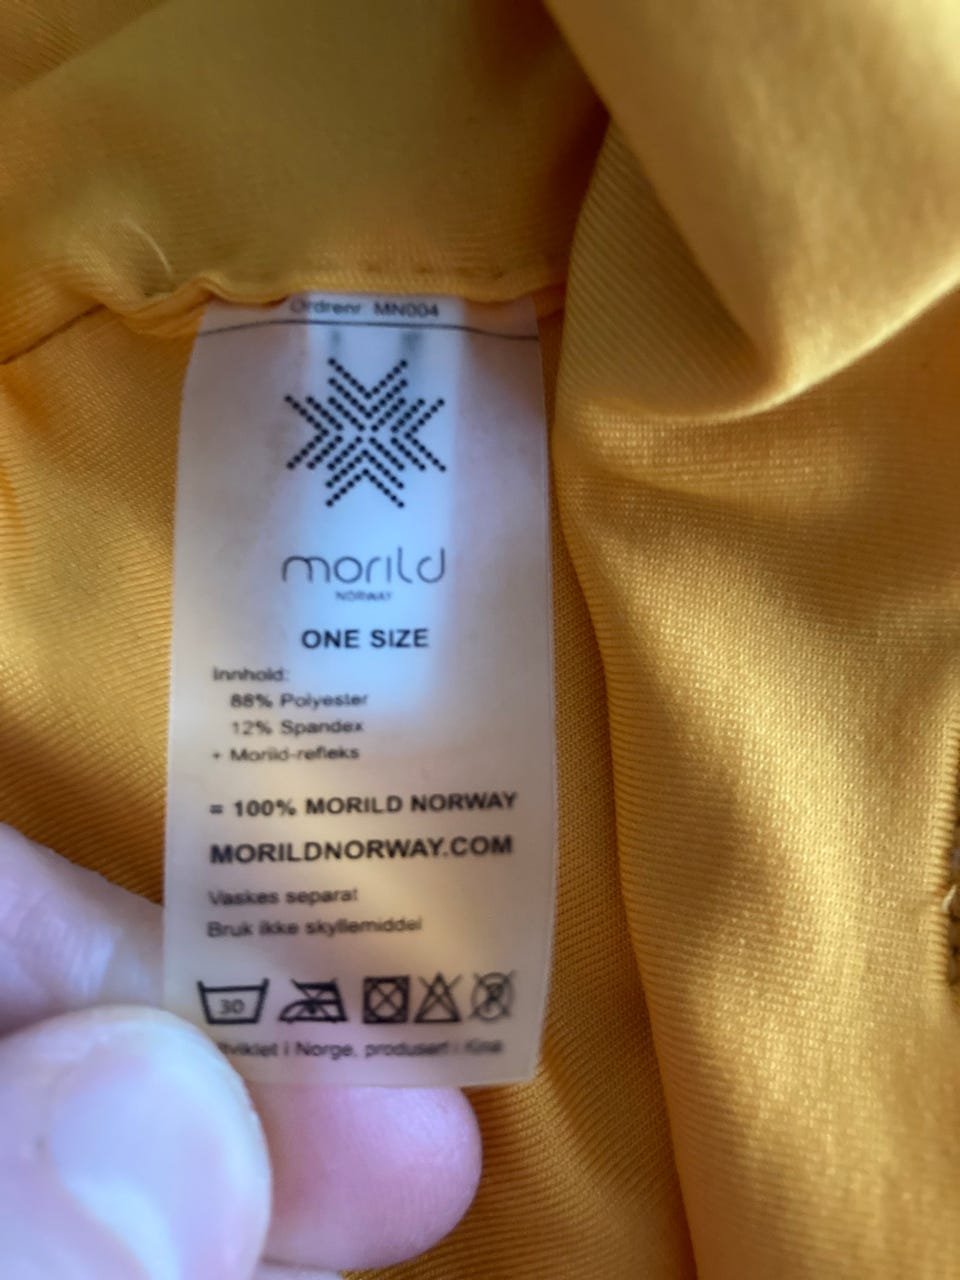 Ordrenr. MN004
morild
NORWAY
ONE SIZE
Innhold:
88% Polyester
12% Spandex
+ Morild-refleks
= 100% MORILD NORWAY
MORILDNORWAY.COM
Vaskes separat
Bruk ikke skyllemiddel
30
i Norge, produsert i Kina